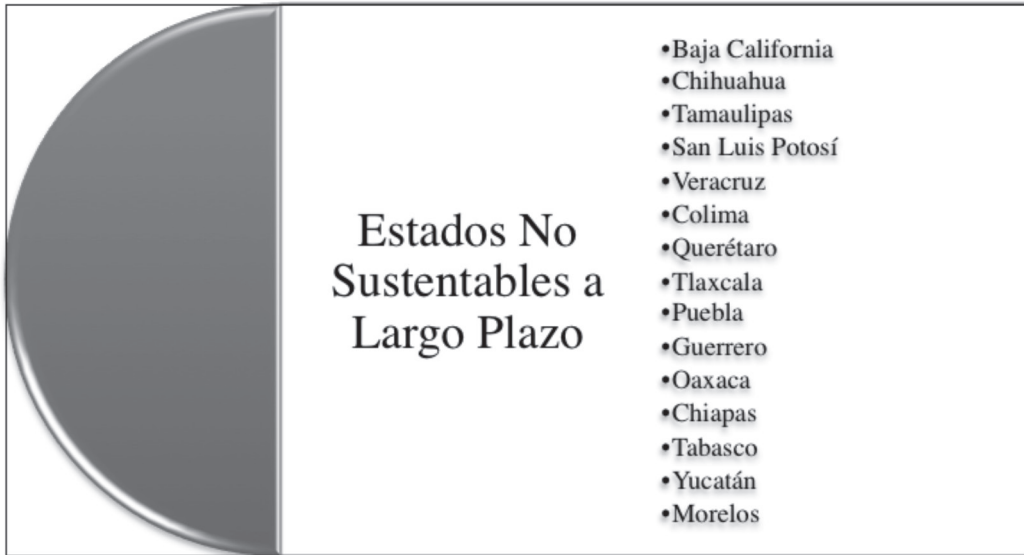 Estados No
Sustentables a
Largo Plazo
•Baja California
•Chihuahua
•Tamaulipas
•San Luis Potosí
•Veracruz
•Colima
•Querétaro
•Tlaxcala
•Puebla
•Guerrero
•Oaxaca
•Chiapas
•Tabasco
•Yucatán
•Morelos